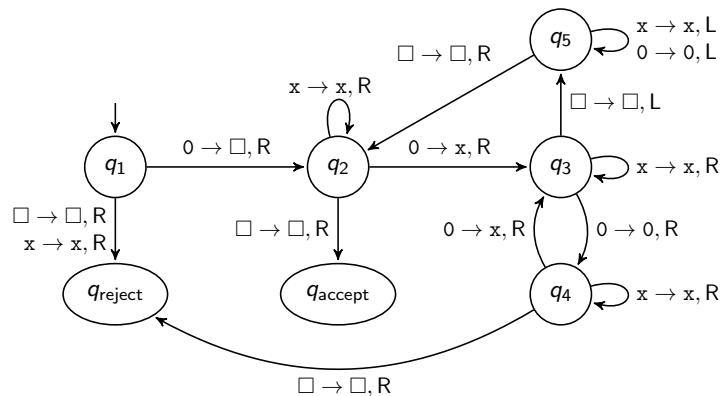 q5
x → x, L
0 → 0, L
□ → □, R
x → x, R
□ → □, L
q1
0 → □, R
q2
0 → x, R
q3
x → x, R
□ → □, R
x → x, R
□ → □, R
0 → x, R
0 → 0, R
qreject
qaccept
q4
x → x, R
□ → □, R